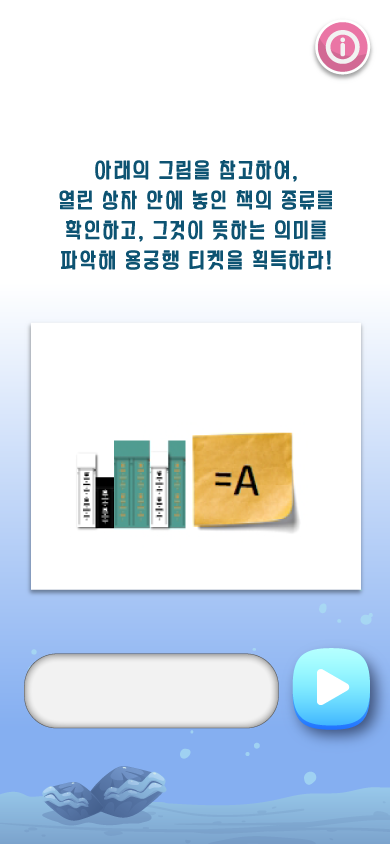 아래의 그림을 참고하여,
열린 상자 안에 놓인 책의 종류를
확인하고, 그것이 뜻하는 의미를
파악해 용궁행 티켓을 획득하라!
=A